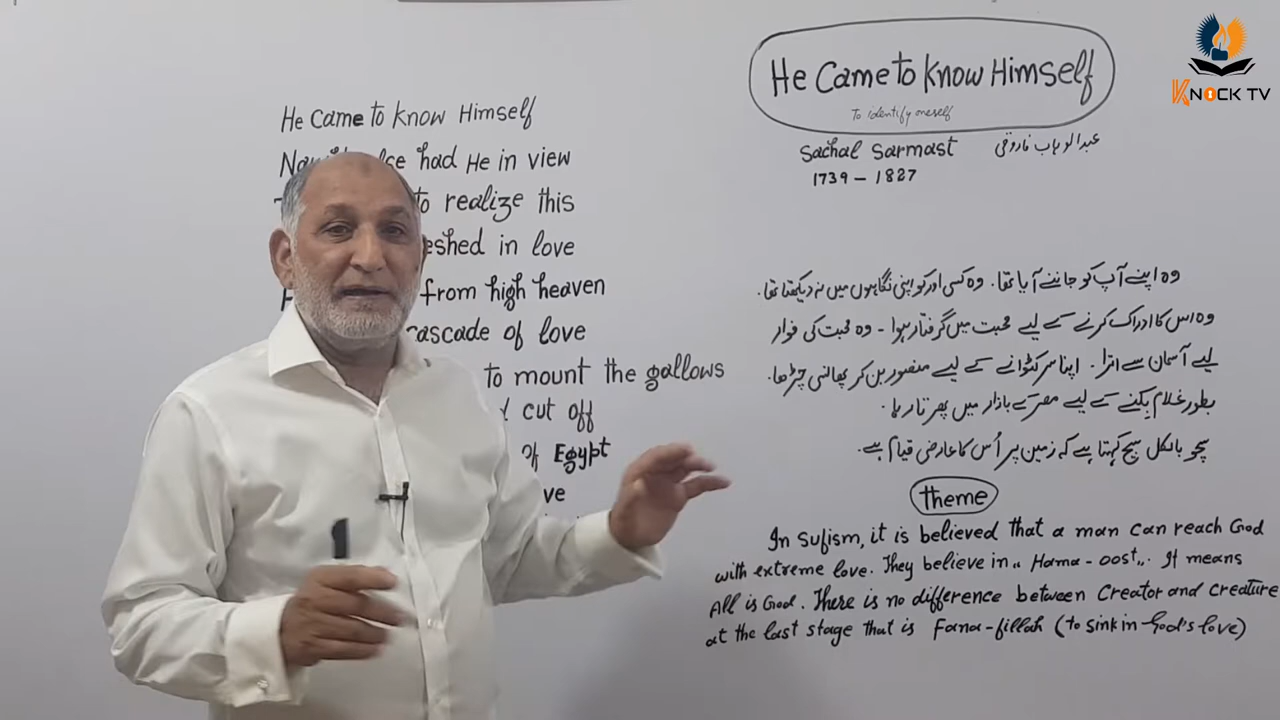 He Came to Know Himself
had He in view
to realize this
eshed in love
from high heaven
ascade of love
to mount the gallows
cut off
of Egypt
ve
He Came to Know Himself
To identify oneself
Sachal Sarmast عبدالوہاب فاروقی
1739 – 1827
وہ اپنے آپ کو جاننے آیا تھا۔ وہ کسی اور کو اپنی نگاہوں میں نہ دیکھتا تھا۔
وہ اس کا ادراک کرنے کے لیے محبت میں گرفتار ہوا - وہ محبت کی فوار
لیے آسمان سے اترا۔ اپنا سر کٹوانے کے لیے منصور بن کر پھانسی چڑھا۔
بطور غلام بکنے کے لیے مصر کے بازار میں پھرتا رہا۔
سچو بالکل سچ کہتا ہے کہ زمین پر اُس کا عارضی قیام ہے۔
theme
In Sufism, it is believed that a man can reach God
with extreme love. They believe in ,, Hama-oost,,. It means
All is God. There is no difference between Creator and creature
at the last stage that is Fana-fillah (to sink in God's love)
KNOCK TV